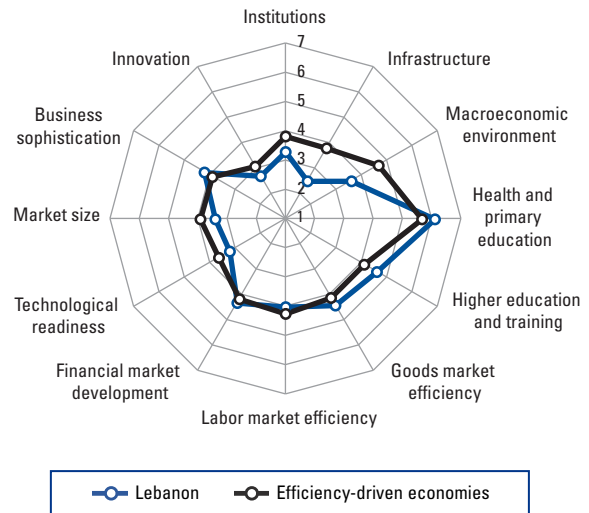 Institutions
7
Innovation
Infrastructure
6
5
Business
sophistication
Macroeconomic
environment
4
3
2
Market size
1
Health and
primary
education
Technological
readiness
Higher education
and training
Financial market
development
Goods market
efficiency
Labor market efficiency
Lebanon
Efficiency-driven economies